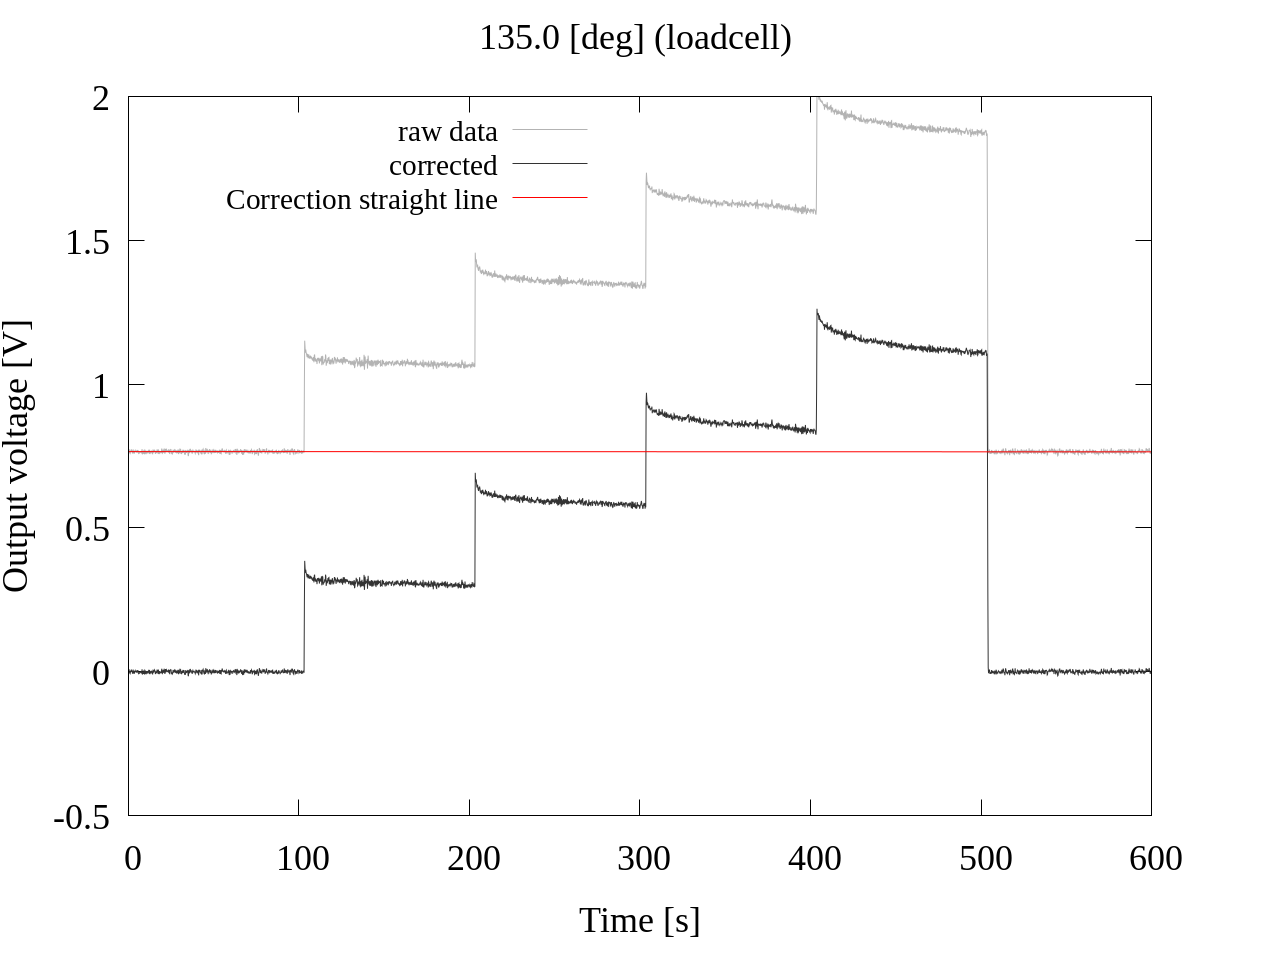 135.0 [deg] (loadcell)
2
raw data
corrected
Correction straight line
1.5
1
0.5
0
-0.5
Output voltage [V]
0 100 200 300 400 500 600
Time [s]